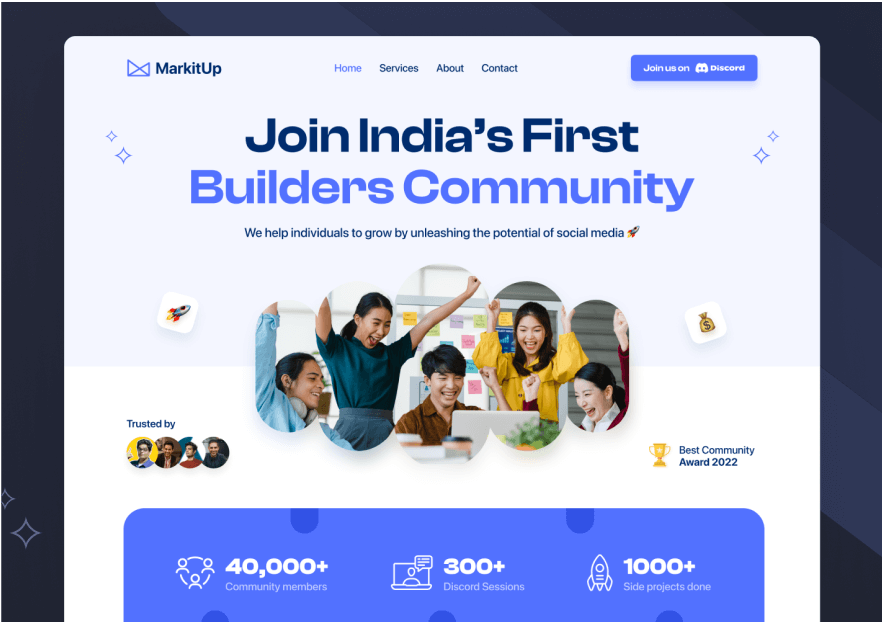 MarkitUp
Home Services About Contact
Join us on Discord
Join India's First
Builders Community
We help individuals to grow by unleashing the potential of social media 🚀
Trusted by
Best Community
Award 2022
40,000+
Community members
300+
Discord Sessions
1000+
Side projects done